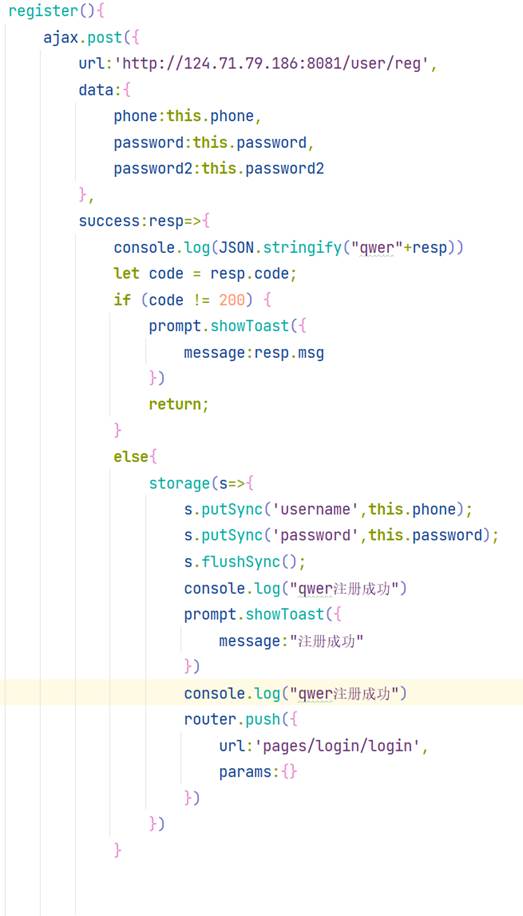 register(){
    ajax.post({
        url:'http://124.71.79.186:8081/user/reg',
        data:{
            phone:this.phone,
            password:this.password,
            password2:this.password2
        },
        success:resp=>{
            console.log(JSON.stringify("qwer"+resp))
            let code = resp.code;
            if (code != 200) {
                prompt.showToast({
                    message:resp.msg
                })
                return;
            }
            else{
                storage(s=>{
                    s.putSync('username',this.phone);
                    s.putSync('password',this.password);
                    s.flushSync();
                    console.log("qwer注册成功")
                    prompt.showToast({
                        message:"注册成功"
                    })
                    console.log("qwer注册成功")
                    router.push({
                        url:'pages/login/login',
                        params:{}
                    })
                })
            }